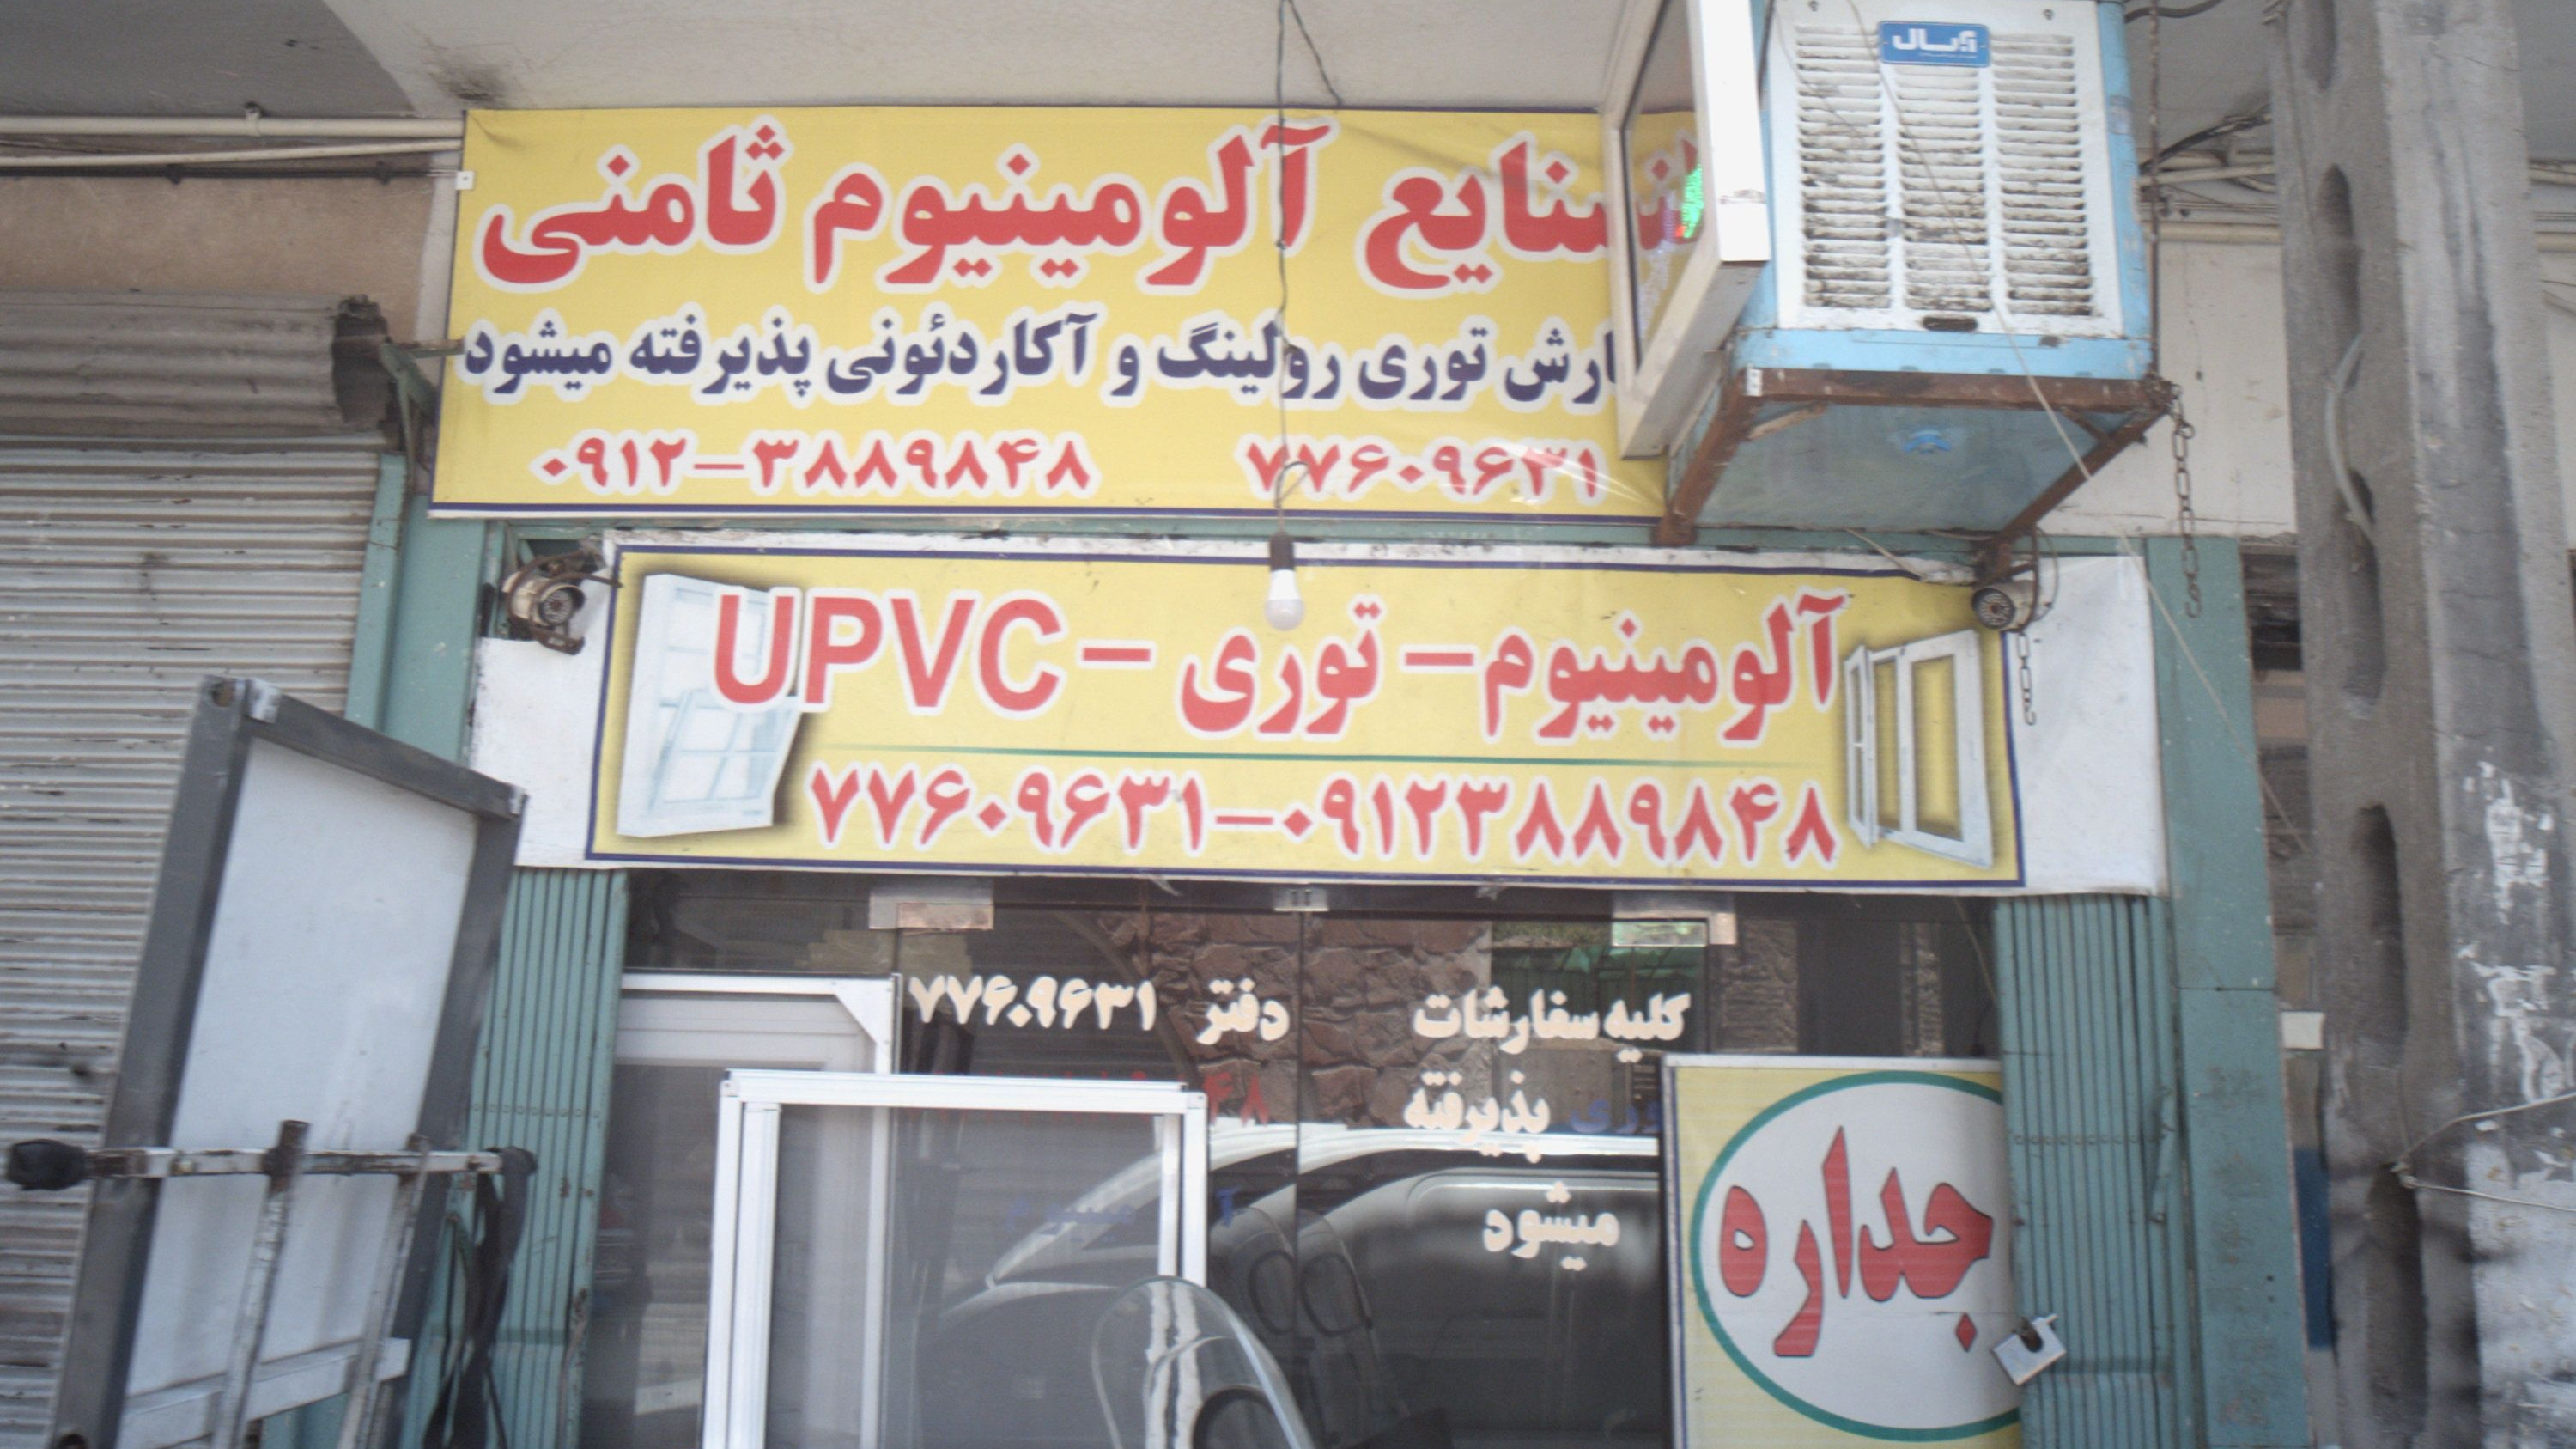 آبسال
صنایع آلومینیوم ثامنی
ارش توری رولینگ و آکاردئونی پذیرفته میشود
۰۹۱۲-۳۸۸۹۸۴۸ ۷۷۶۰۹۶۳۱
آلومینیوم - توری - UPVC
۷۷۶۰۹۶۳۱-۰۹۱۲۳۸۸۹۸۴۸
کلیه سفارشات
پذیرفته
میشود
دفتر ۷۷۶۰۹۶۳۱
جداره